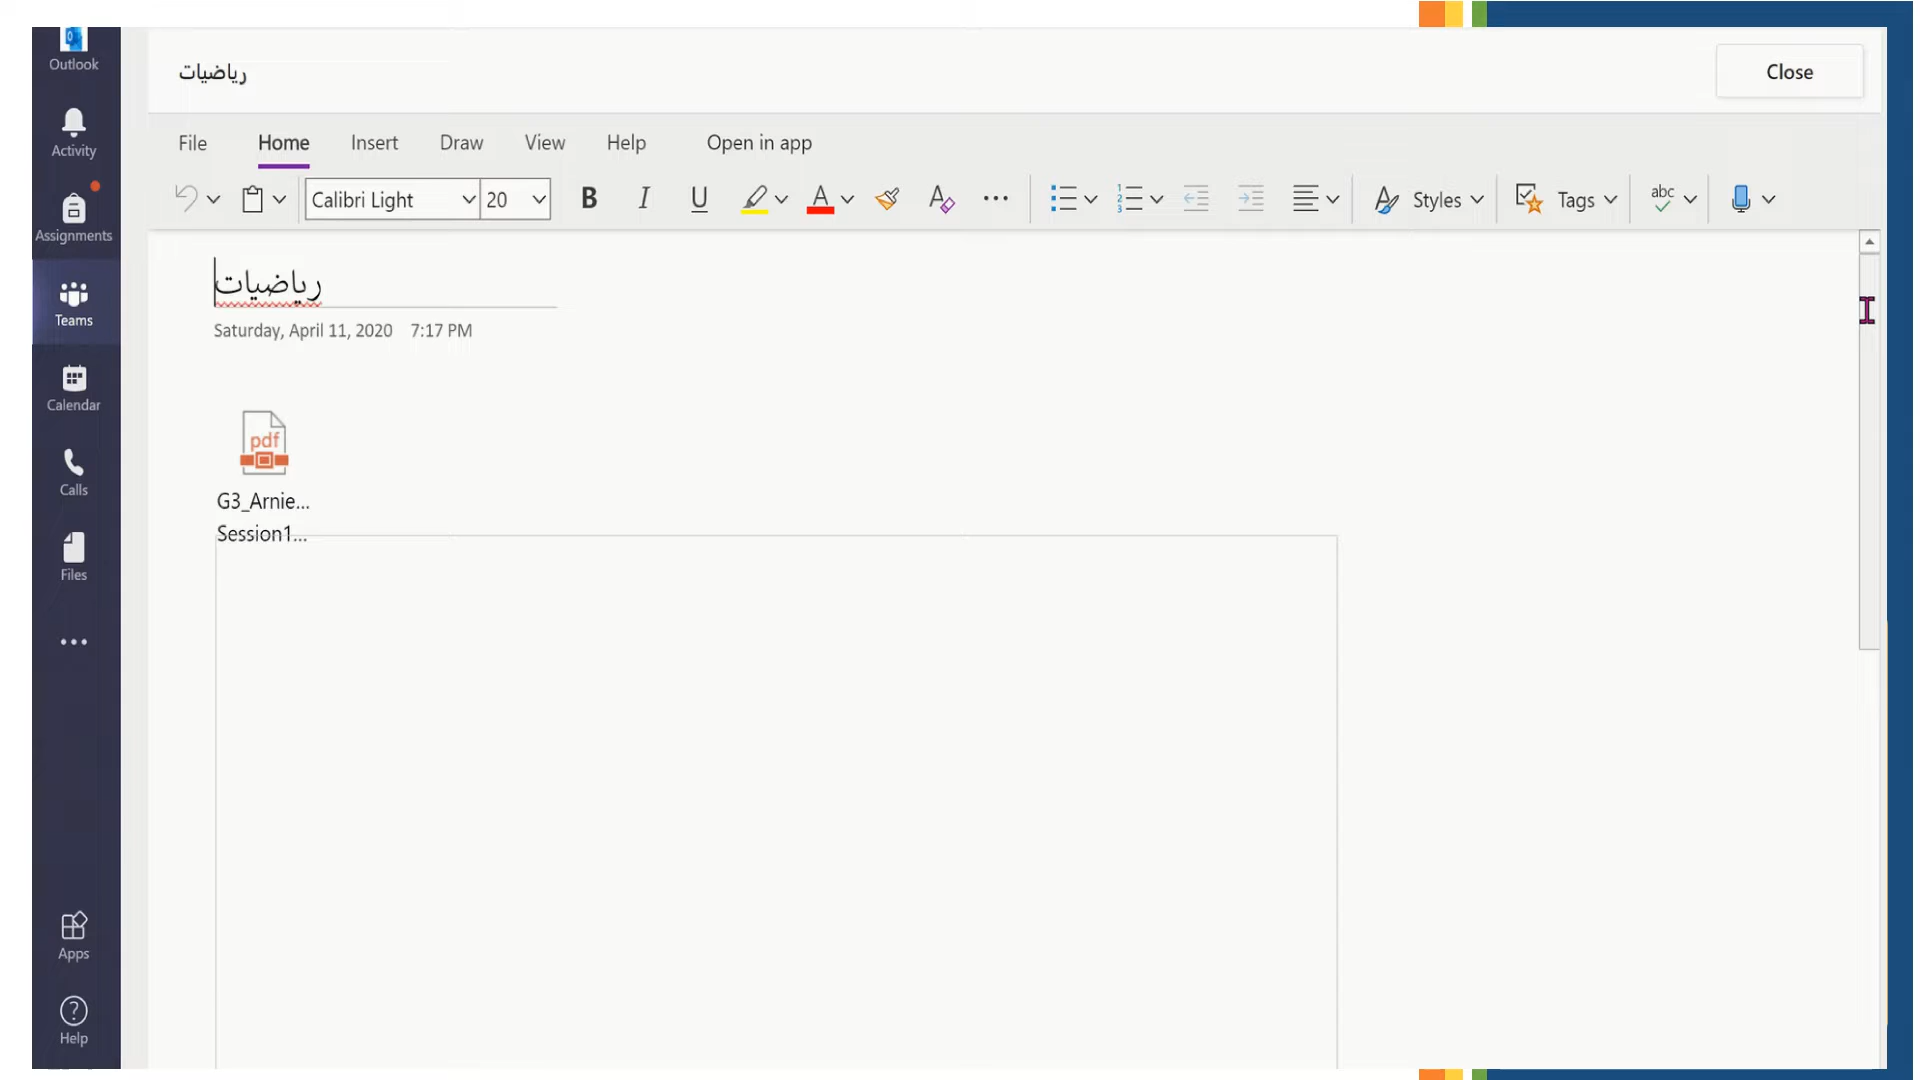 Outlook
Activity
Assignments
Teams
Calendar
Calls
Files
Apps
Help
رياضيات
Close
File Home Insert Draw View Help Open in app
Calibri Light 20 B I U A A Styles Tags abc
رياضيات
Saturday, April 11, 2020 7:17 PM
pdf
G3_Arnie...
Session1...